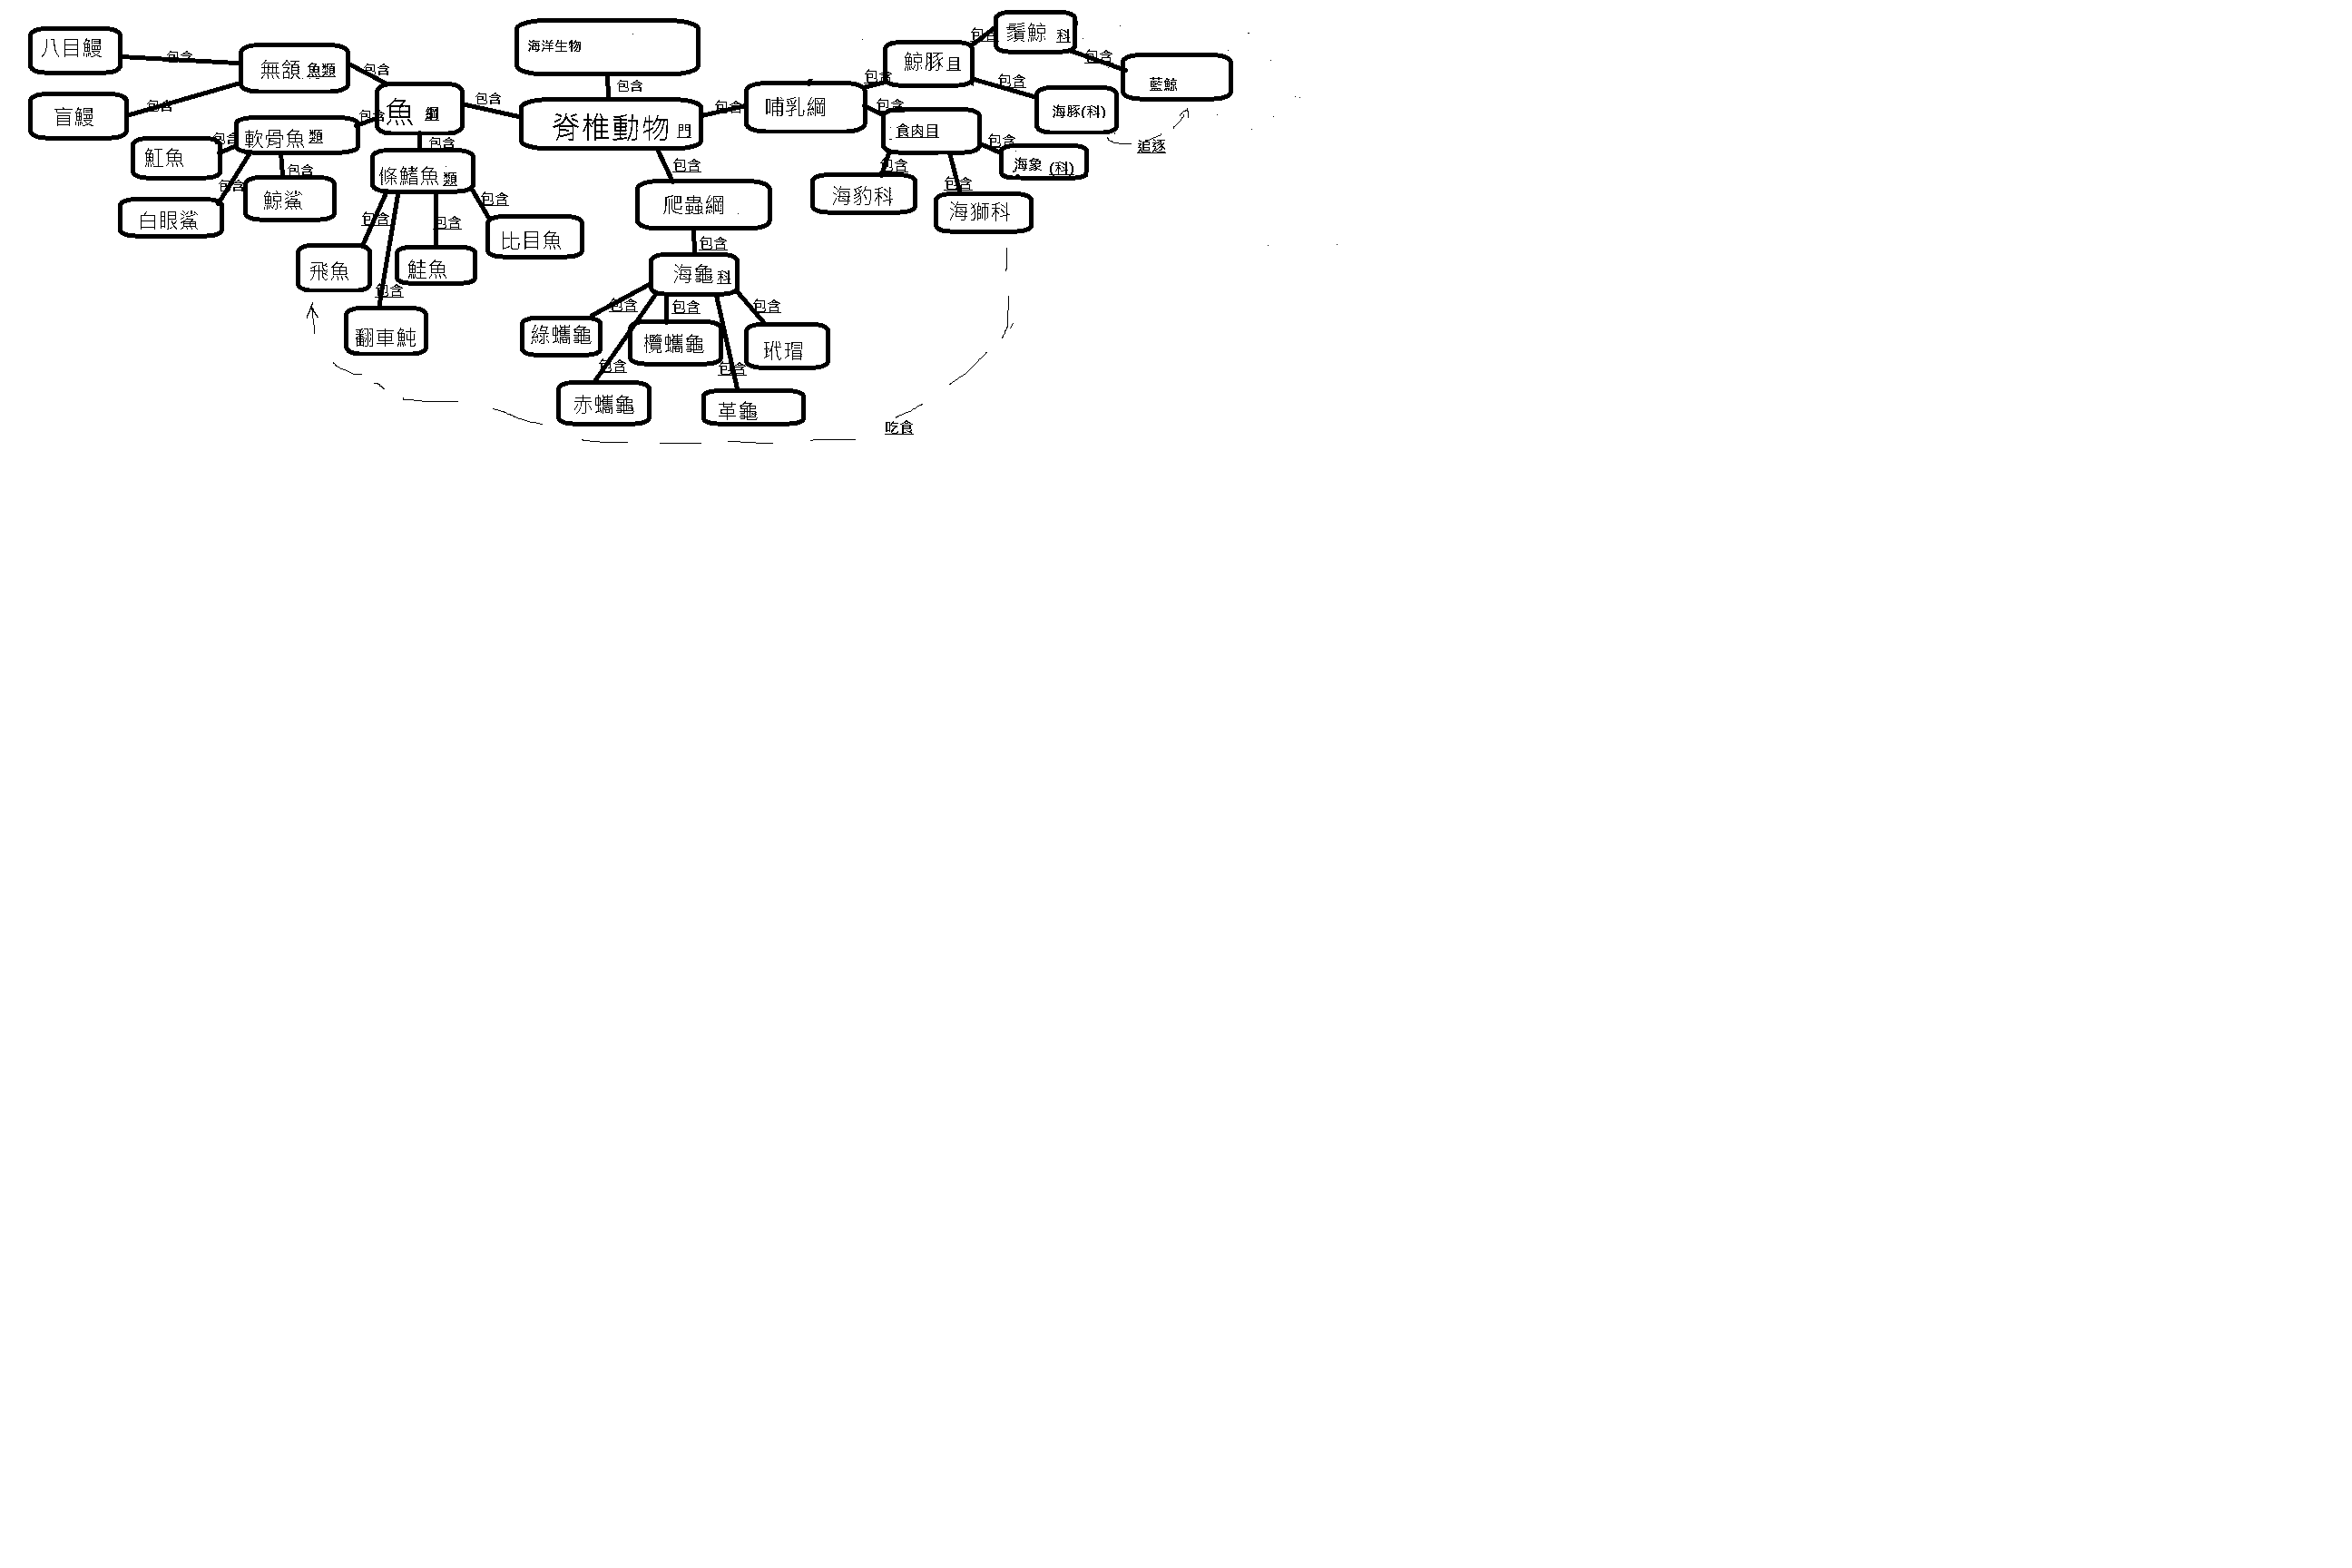 海洋生物
包含
脊椎動物 門
包含
魚 綱
包含
無頷 魚類
包含
八目鰻
包含
盲鰻
包含
軟骨魚 類
包含
魟魚
包含
白眼鯊
包含
鯨鯊
包含
條鰭魚 類
包含
飛魚
包含
翻車魨
包含
鮭魚
包含
比目魚
包含
爬蟲綱
包含
海龜 科
包含
綠蠵龜
包含
赤蠵龜
包含
欖蠵龜
包含
革龜
包含
玳瑁
包含
哺乳綱
包含
鯨豚 目
包含
鬚鯨 科
包含
藍鯨
包含
海豚(科)
追逐
包含
食肉目
包含
海豹科
包含
海獅科
包含
海象 (科)
吃食